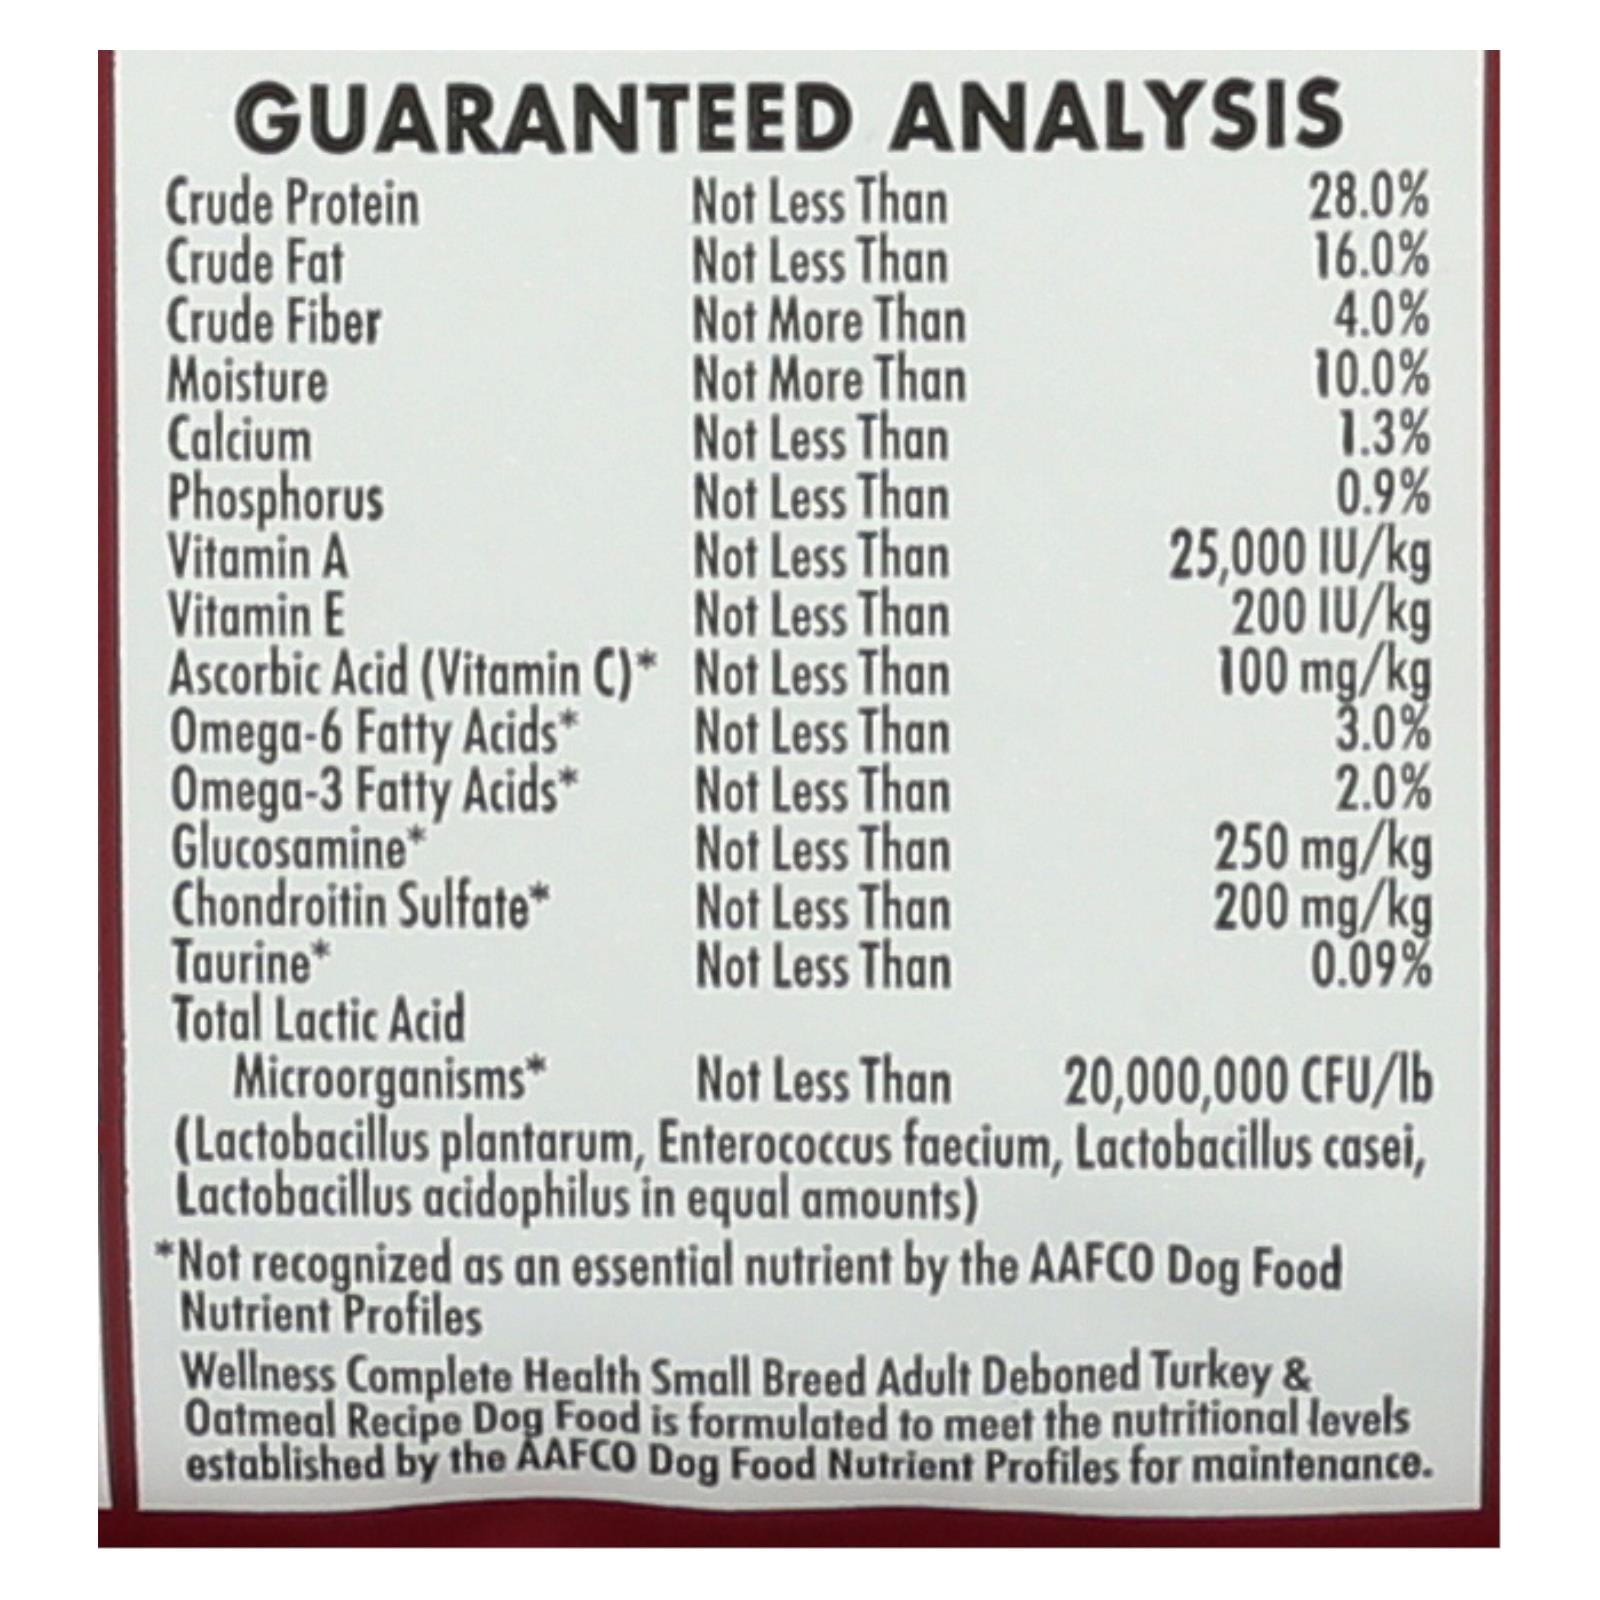 GUARANTEED ANALYSIS
Crude Protein Not Less Than 28.0%
Crude Fat Not Less Than 16.0%
Crude Fiber Not More Than 4.0%
Moisture Not More Than 10.0%
Calcium Not Less Than 1.3%
Phosphorus Not Less Than 0.9%
Vitamin A Not Less Than 25,000 IU/kg
Vitamin E Not Less Than 200 IU/kg
Ascorbic Acid (Vitamin C)* Not Less Than 100 mg/kg
Omega-6 Fatty Acids* Not Less Than 3.0%
Omega-3 Fatty Acids* Not Less Than 2.0%
Glucosamine* Not Less Than 250 mg/kg
Chondroitin Sulfate* Not Less Than 200 mg/kg
Taurine* Not Less Than 0.09%
Total Lactic Acid
Microorganisms* Not Less Than 20,000,000 CFU/lb
(Lactobacillus plantarum, Enterococcus faecium, Lactobacillus casei,
Lactobacillus acidophilus in equal amounts)
*Not recognized as an essential nutrient by the AAFCO Dog Food
Nutrient Profiles
Wellness Complete Health Small Breed Adult Deboned Turkey &
Oatmeal Recipe Dog Food is formulated to meet the nutritional levels
established by the AAFCO Dog Food Nutrient Profiles for maintenance.